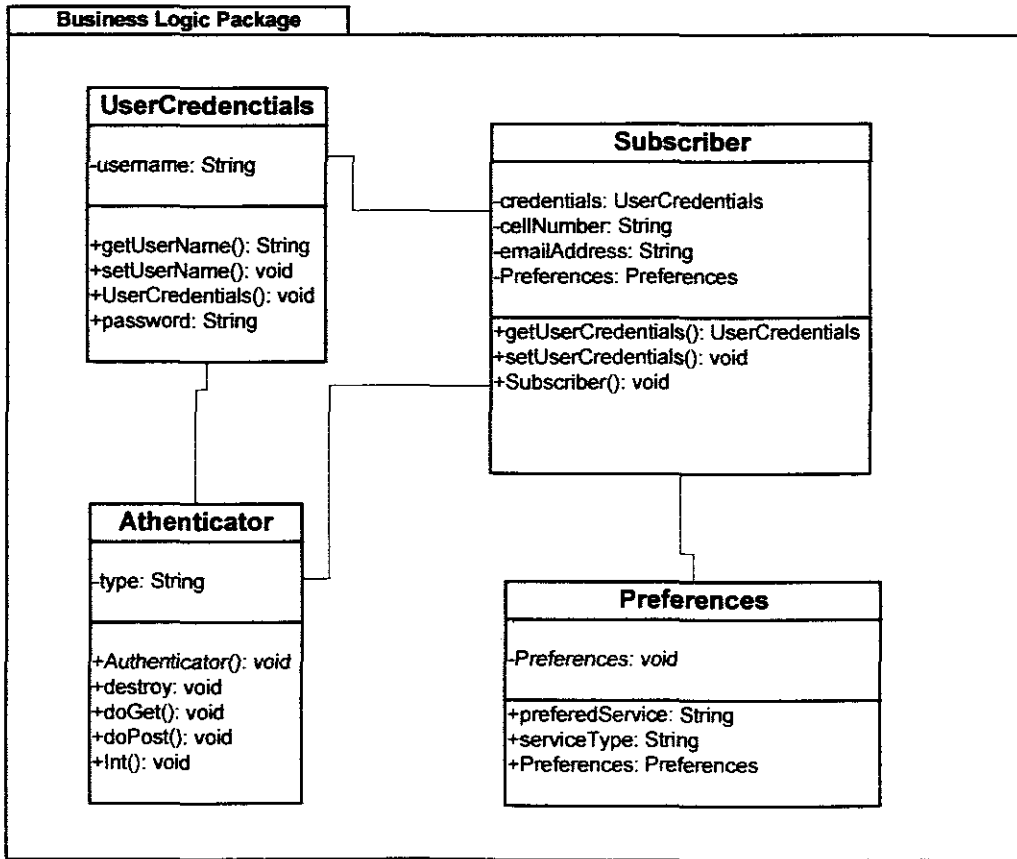 Business Logic Package
UserCredenctials
-username: String
+getUserName(): String
+setUserName(): void
+UserCredentials(): void
+password: String
Subscriber
-credentials: UserCredentials
-cellNumber: String
-emailAddress: String
-Preferences: Preferences
+getUserCredentials(): UserCredentials
+setUserCredentials(): void
+Subscriber(): void
Athenticator
-type: String
+Authenticator(): void
+destroy: void
+doGet(): void
+doPost(): void
+Int(): void
Preferences
-Preferences: void
+preferedService: String
+serviceType: String
+Preferences: Preferences